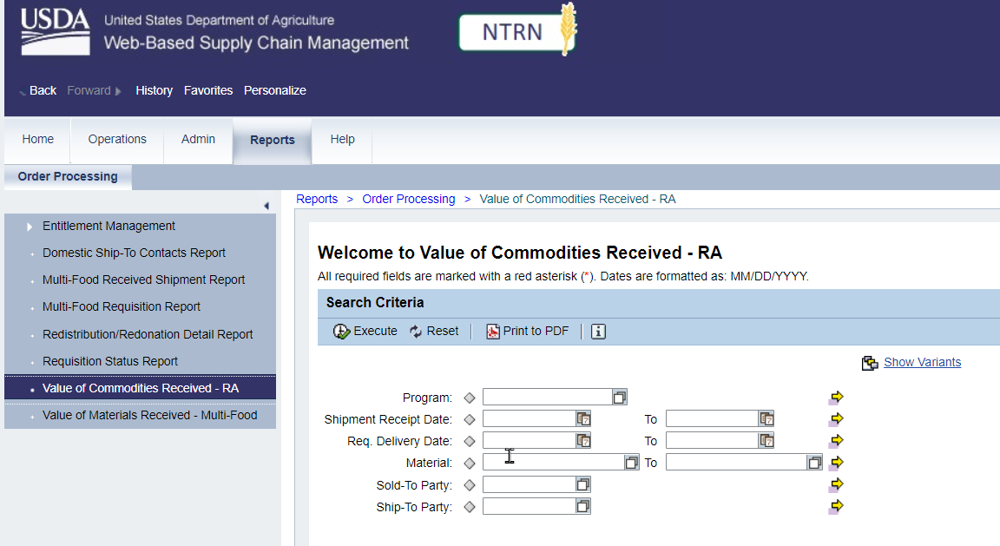 USDA
United States Department of Agriculture
Web-Based Supply Chain Management
NTRN
Back Forward History Favorites Personalize
Home Operations Admin Reports Help
Order Processing
Reports > Order Processing > Value of Commodities Received - RA
Entitlement Management
Domestic Ship-To Contacts Report
Multi-Food Received Shipment Report
Multi-Food Requisition Report
Redistribution/Redonation Detail Report
Requisition Status Report
Value of Commodities Received - RA
Value of Materials Received - Multi-Food
Welcome to Value of Commodities Received - RA
All required fields are marked with a red asterisk (*). Dates are formatted as: MM/DD/YYYY.
Search Criteria
Execute Reset Print to PDF
Show Variants
Program:
Shipment Receipt Date: To
Req. Delivery Date: To
Material: To
Sold-To Party:
Ship-To Party: